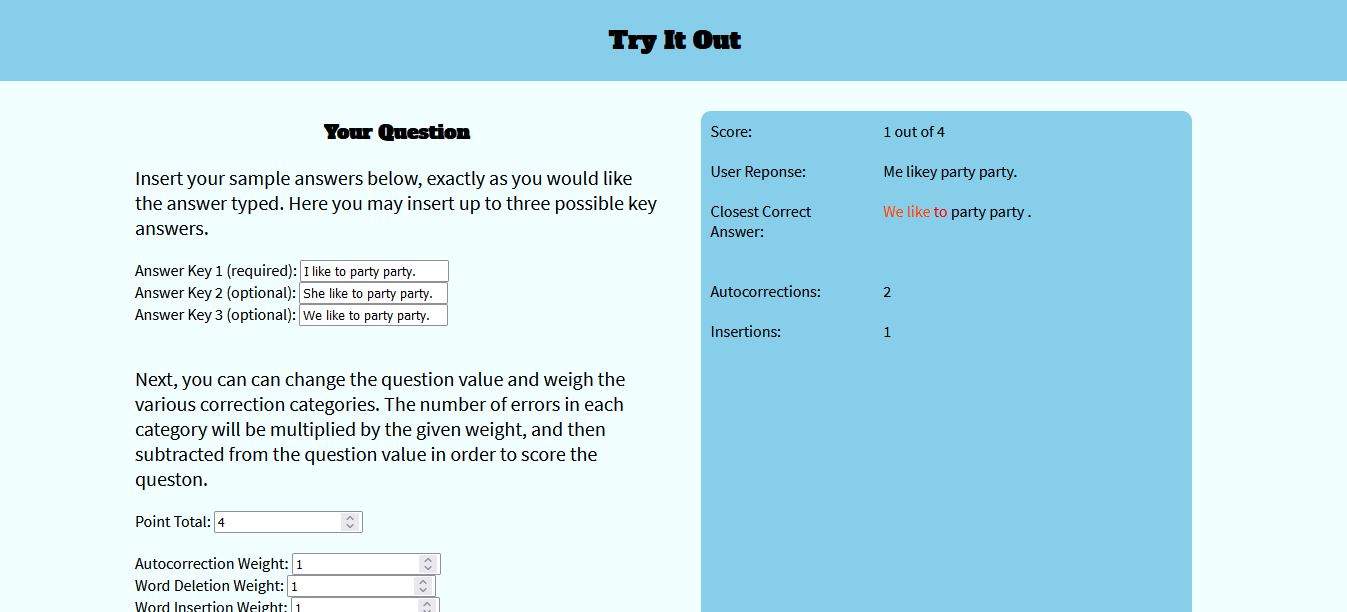 Try It Out
Your Question
Insert your sample answers below, exactly as you would like
the answer typed. Here you may insert up to three possible key
answers.
Answer Key 1 (required): I like to party party.
Answer Key 2 (optional): She like to party party.
Answer Key 3 (optional): We like to party party.
Next, you can can change the question value and weigh the
various correction categories. The number of errors in each
category will be multiplied by the given weight, and then
subtracted from the question value in order to score the
queston.
Point Total: 4
Autocorrection Weight: 1
Word Deletion Weight: 1
Word Insertion Weight: 1
Score: 1 out of 4
User Reponse: Me likey party party.
Closest Correct We like to party party .
Answer:
Autocorrections: 2
Insertions: 1